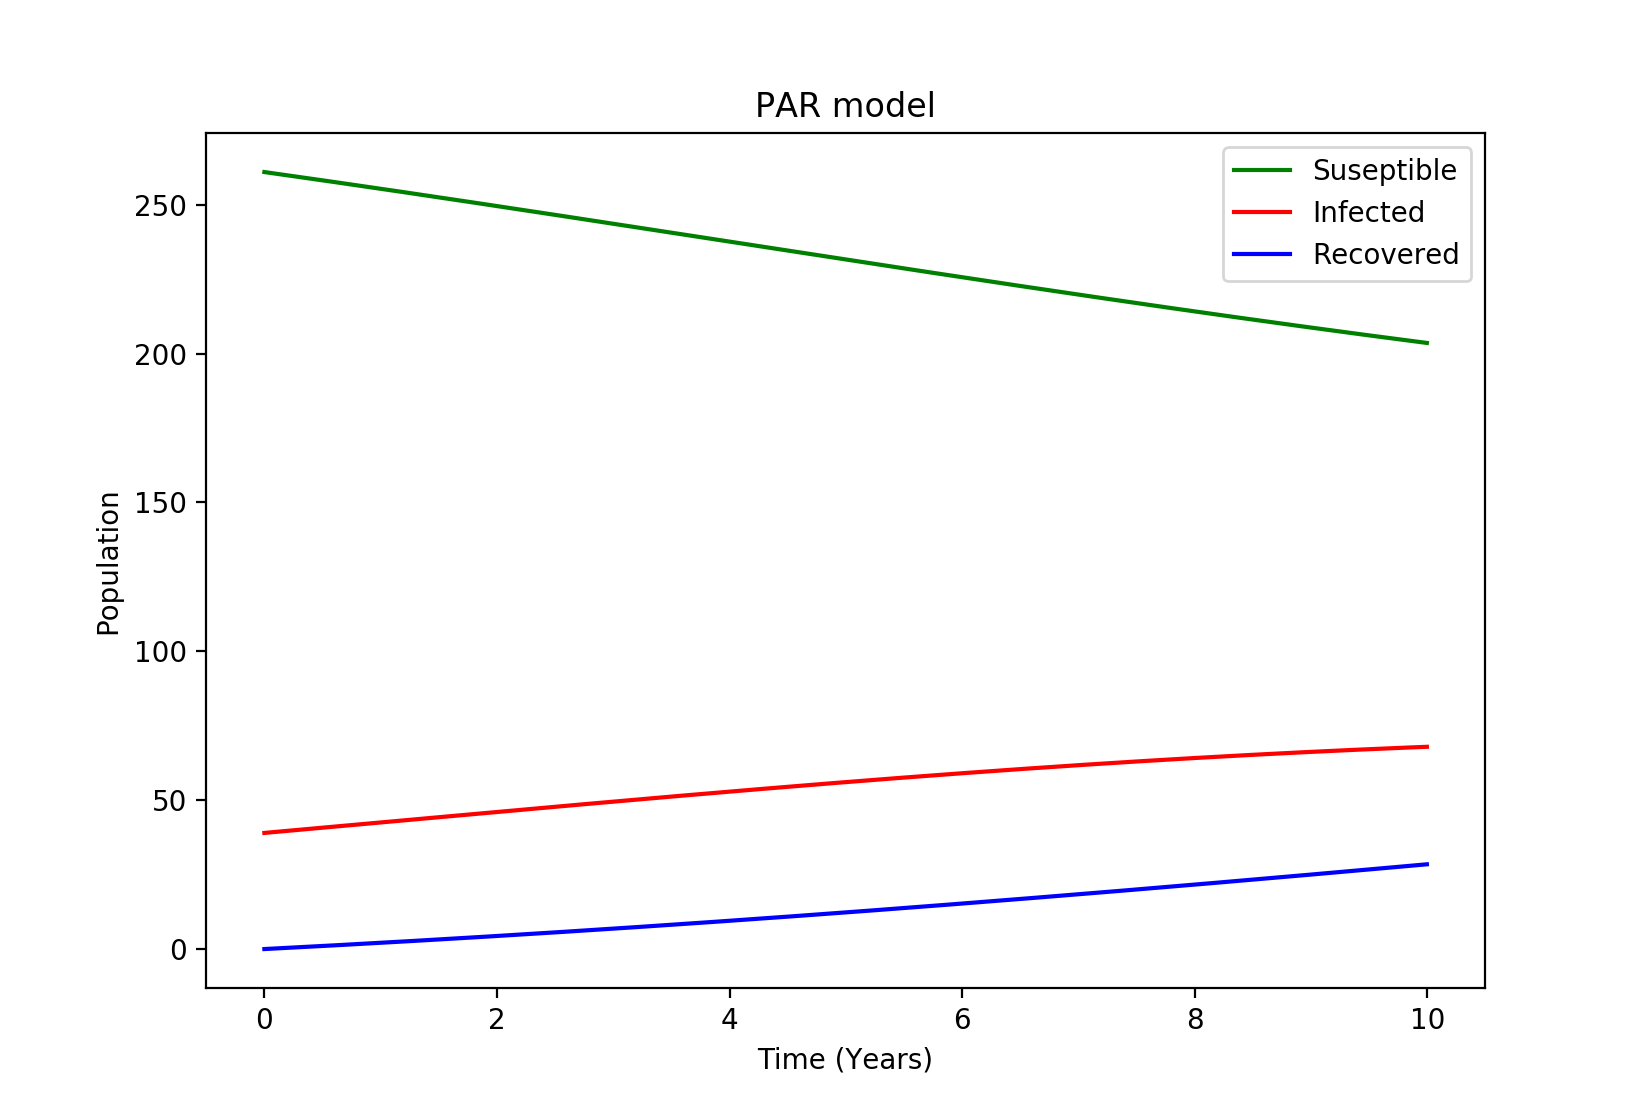 PAR model
Suseptible
Infected
Recovered
Population
250
200
150
100
50
0
0 2 4 6 8 10
Time (Years)